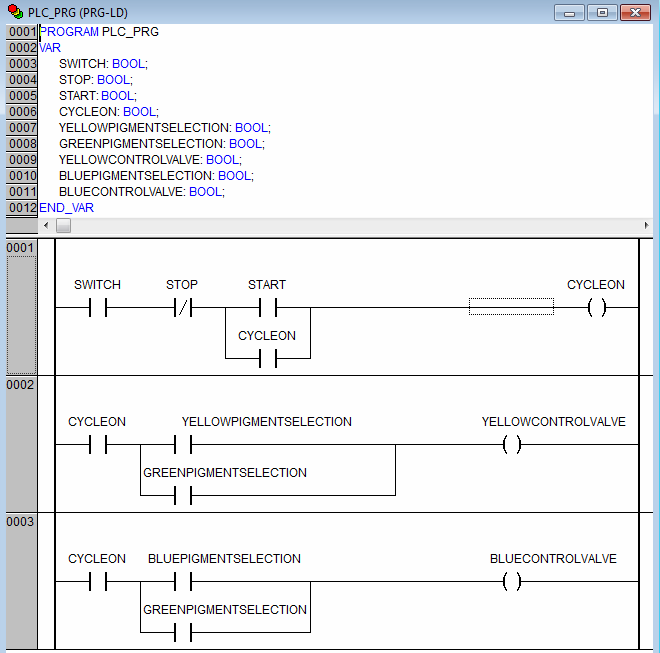 PLC_PRG (PRG-LD)
0001 PROGRAM PLC_PRG
0002 VAR
0003 SWITCH: BOOL;
0004 STOP: BOOL;
0005 START: BOOL;
0006 CYCLEON: BOOL;
0007 YELLOWPIGMENTSELECTION: BOOL;
0008 GREENPIGMENTSELECTION: BOOL;
0009 YELLOWCONTROLVALVE: BOOL;
0010 BLUEPIGMENTSELECTION: BOOL;
0011 BLUECONTROLVALVE: BOOL;
0012 END_VAR
0001
SWITCH STOP START CYCLEON
CYCLEON
0002
CYCLEON YELLOWPIGMENTSELECTION YELLOWCONTROLVALVE
GREENPIGMENTSELECTION
0003
CYCLEON BLUEPIGMENTSELECTION BLUECONTROLVALVE
GREENPIGMENTSELECTION